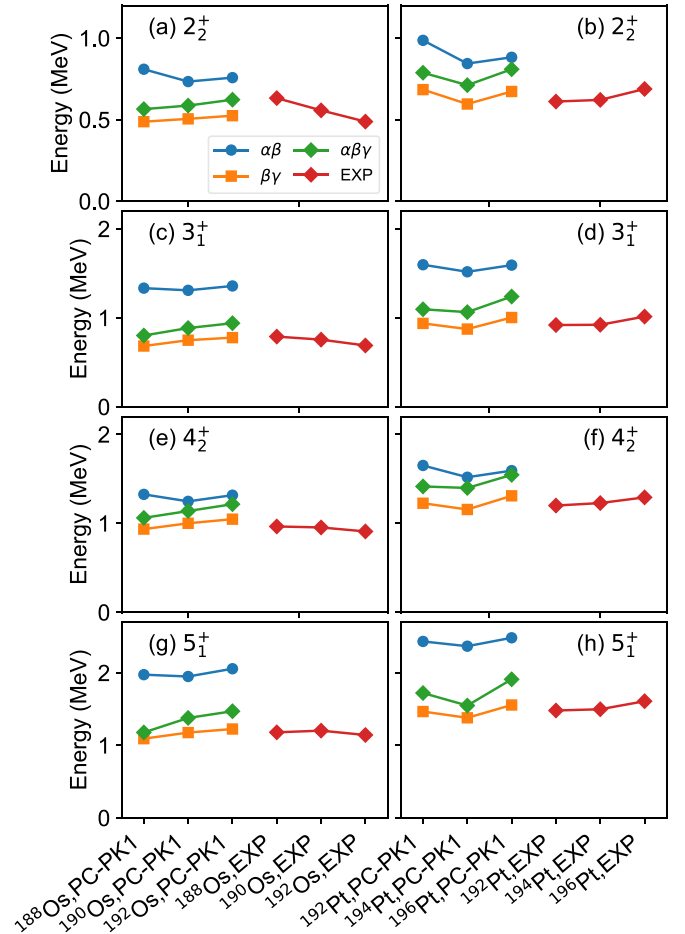 (a) 2₂⁺
(b) 2₂⁺
Energy (MeV)
1.0
0.5
0.0
αβ
αβγ
βγ
EXP
(c) 3₁⁺
(d) 3₁⁺
Energy (MeV)
2
1
0
(e) 4₂⁺
(f) 4₂⁺
Energy (MeV)
2
1
0
(g) 5₁⁺
(h) 5₁⁺
Energy (MeV)
2
1
0
¹⁸⁸Os,PC-PK1
¹⁹⁰Os,PC-PK1
¹⁹²Os,PC-PK1
¹⁸⁸Os,EXP
¹⁹⁰Os,EXP
¹⁹²Os,EXP
¹⁹²Pt,PC-PK1
¹⁹⁴Pt,PC-PK1
¹⁹⁶Pt,PC-PK1
¹⁹²Pt,EXP
¹⁹⁴Pt,EXP
¹⁹⁶Pt,EXP